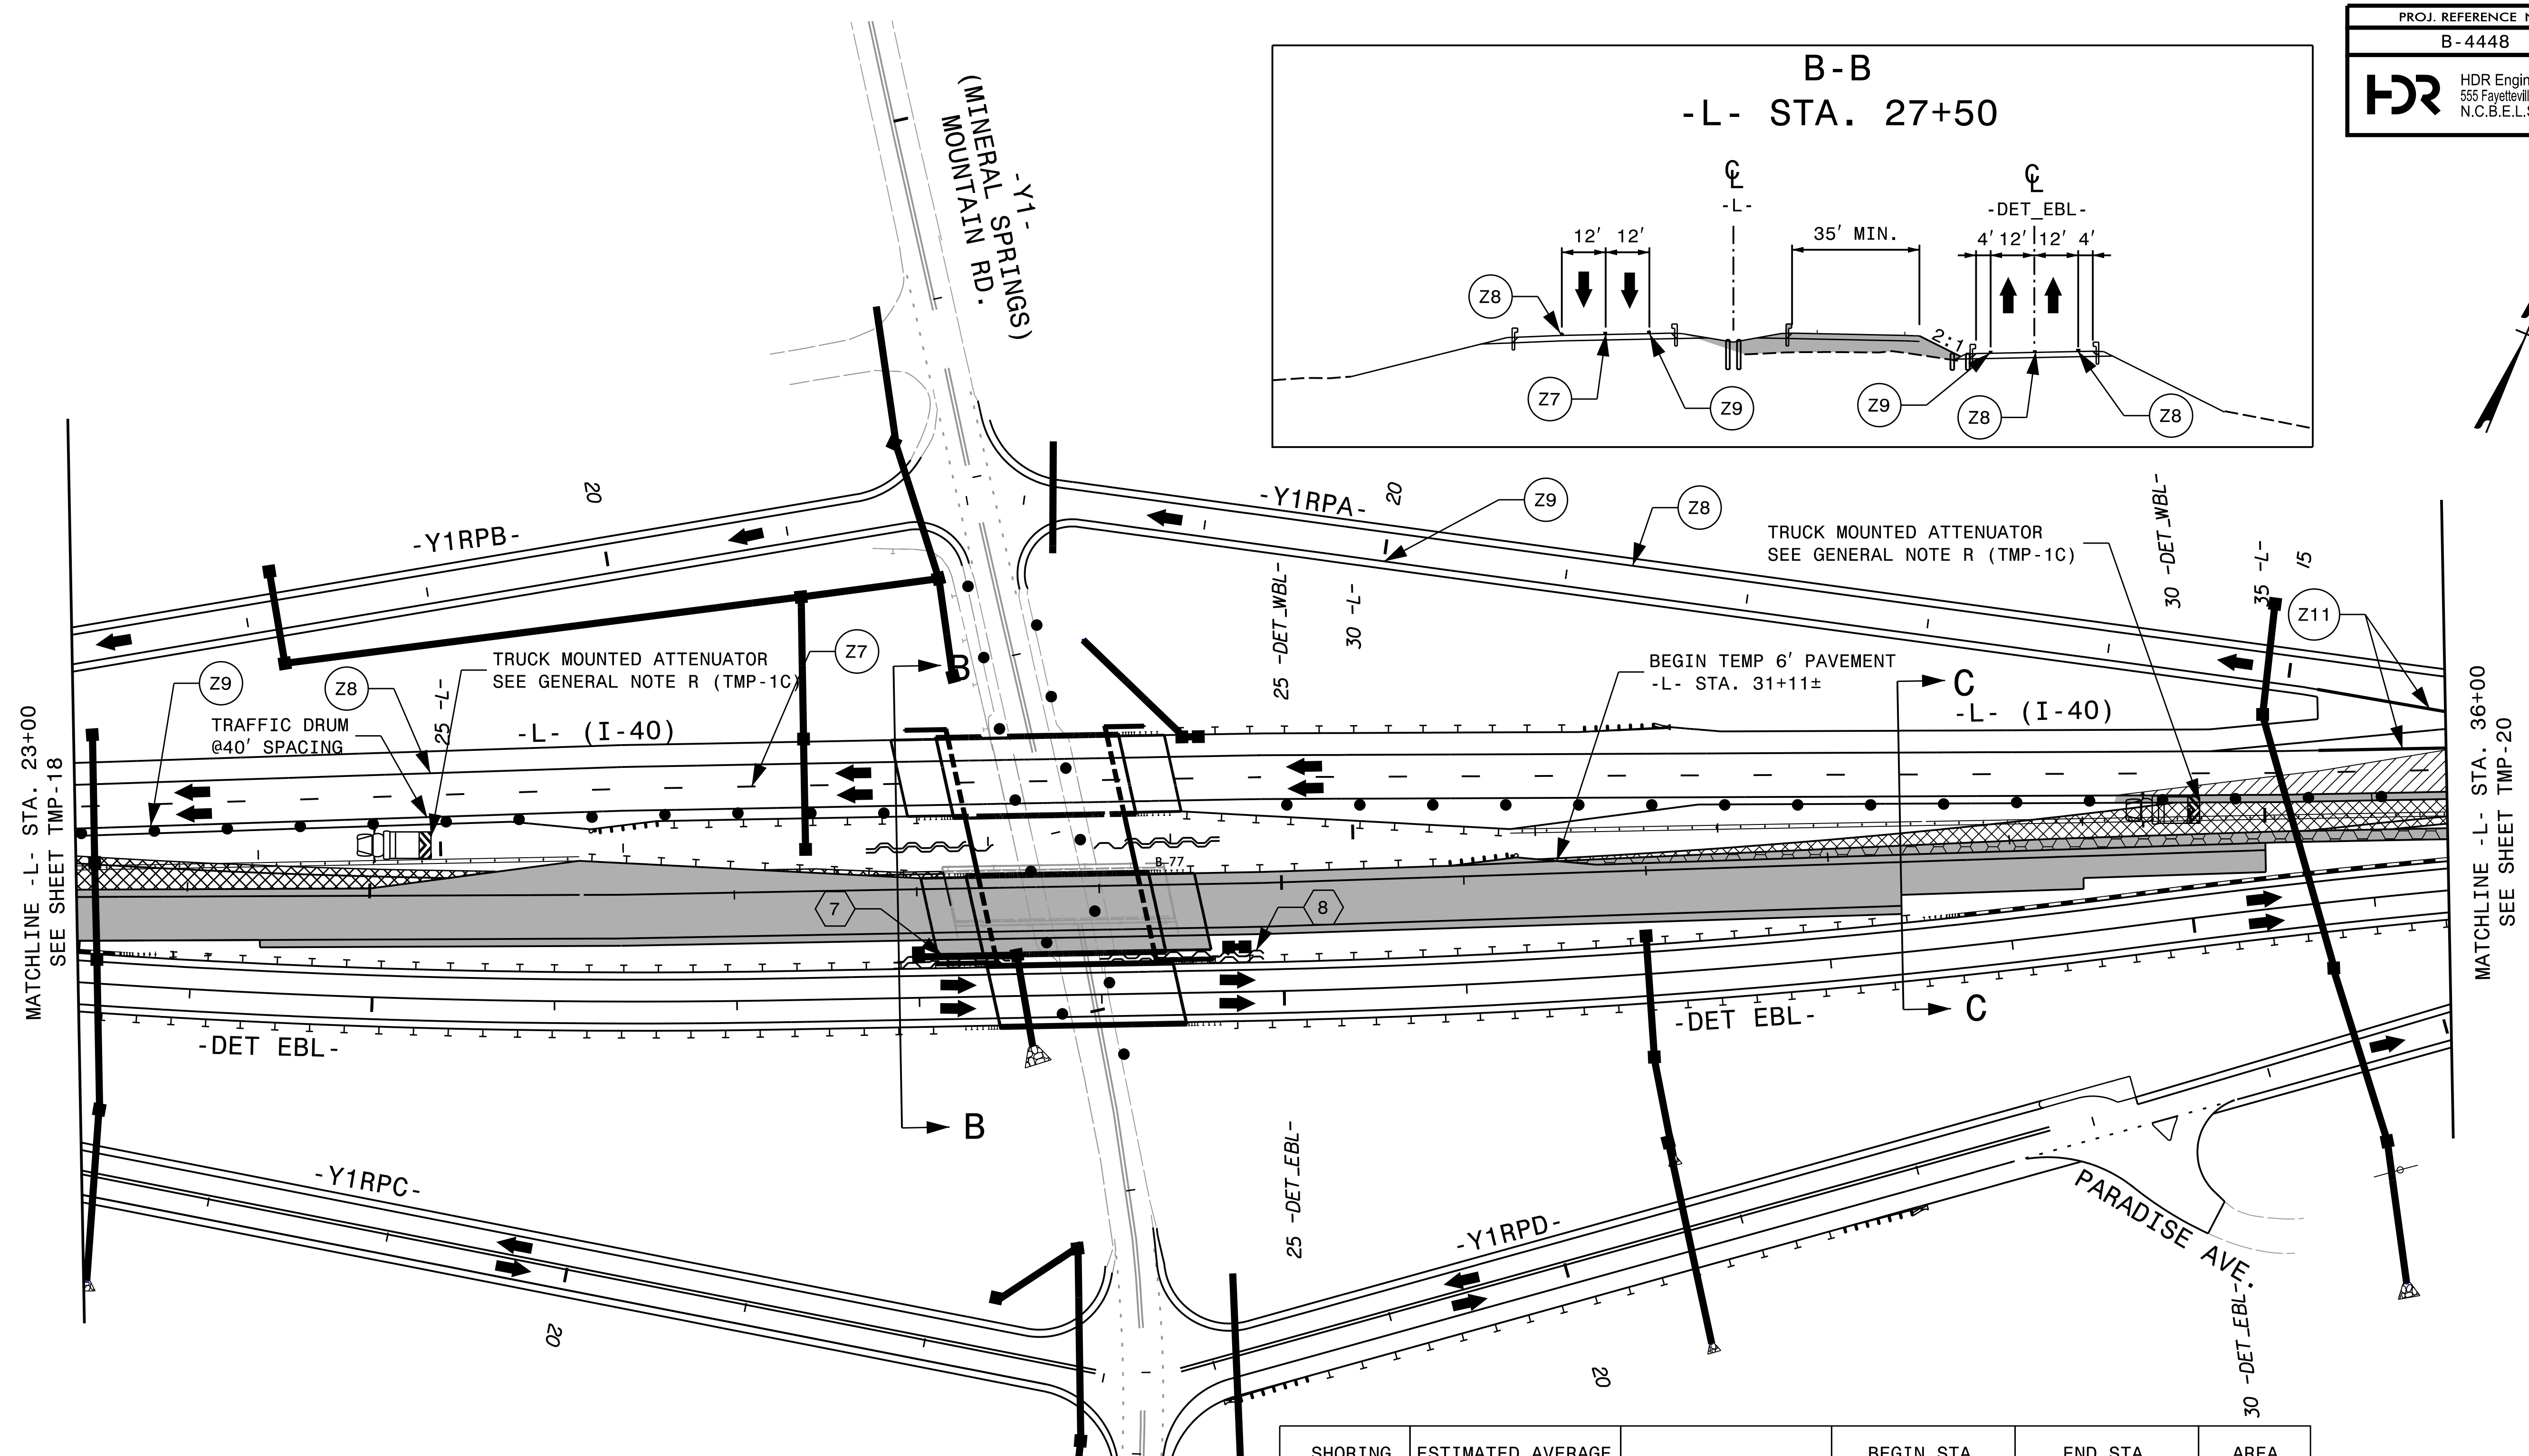 PROJ. REFERENCE N
B-4448
HDR
HDR Engin
555 Fayettevill
N.C.B.E.L.S
B-B
-L- STA. 27+50
℄
-L-
℄
-DET_EBL-
12'
12'
35' MIN.
4'
12'
12'
4'
Z8
2:1
Z7
Z9
Z9
Z8
Z8
-Y1-
(MINERAL SPRINGS)
MOUNTAIN RD.
20
-Y1RPB-
-Y1RPA-
20
Z9
Z8
TRUCK MOUNTED ATTENUATOR
SEE GENERAL NOTE R (TMP-1C)
30 -DET_WBL-
35 -L-
15
Z11
25 -DET_WBL-
30 -L-
Z9
Z8
TRUCK MOUNTED ATTENUATOR
SEE GENERAL NOTE R (TMP-1C)
Z7
B
BEGIN TEMP 6' PAVEMENT
-L- STA. 31+11±
C
-L- (I-40)
TRAFFIC DRUM
@40' SPACING
25 -L-
-L- (I-40)
MATCHLINE -L- STA. 23+00
SEE SHEET TMP-18
MATCHLINE -L- STA. 36+00
SEE SHEET TMP-20
B-77
7
8
-DET EBL-
-DET EBL-
C
B
25 -DET_EBL-
-Y1RPC-
-Y1RPD-
PARADISE AVE.
20
20
30 -DET_EBL-
SHORING
ESTIMATED AVERAGE
BEGIN STA
END STA
AREA